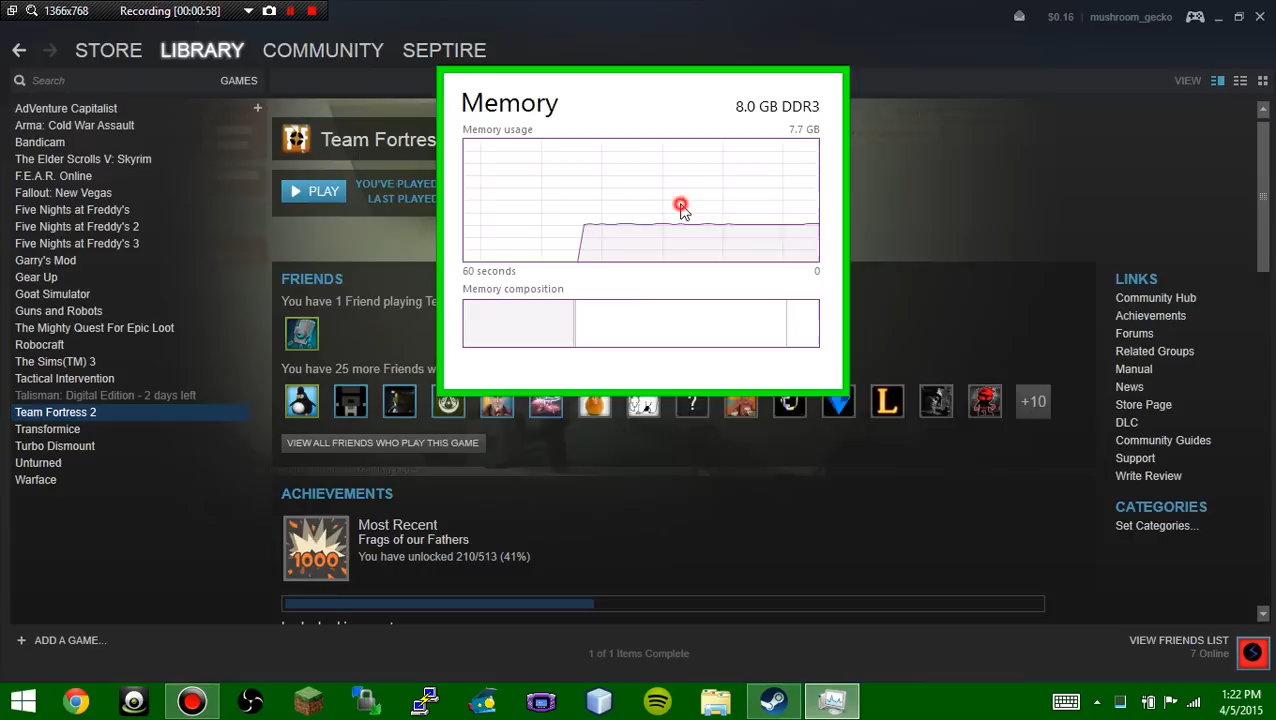 1366x768
Recording [00:00:58]
$0.16
mushroom_gecko
STORE
LIBRARY
COMMUNITY
SEPTIRE
Search
GAMES
VIEW
AdVenture Capitalist
Arma: Cold War Assault
Bandicam
The Elder Scrolls V: Skyrim
F.E.A.R. Online
Fallout: New Vegas
Five Nights at Freddy's
Five Nights at Freddy's 2
Five Nights at Freddy's 3
Garry's Mod
Gear Up
Goat Simulator
Guns and Robots
The Mighty Quest For Epic Loot
Robocraft
The Sims(TM) 3
Tactical Intervention
Talisman: Digital Edition - 2 days left
Team Fortress 2
Transformice
Turbo Dismount
Unturned
Warface
+ ADD A GAME...
Team Fortres
PLAY
YOU'VE PLAYED
LAST PLAYED
Memory
8.0 GB DDR3
Memory usage
7.7 GB
60 seconds
0
Memory composition
FRIENDS
You have 1 Friend playing Te
You have 25 more Friends w
?
L
+10
VIEW ALL FRIENDS WHO PLAY THIS GAME
ACHIEVEMENTS
Most Recent
Frags of our Fathers
You have unlocked 210/513 (41%)
1000
LINKS
Community Hub
Achievements
Forums
Related Groups
Manual
News
Store Page
DLC
Community Guides
Support
Write Review
CATEGORIES
Set Categories...
1 of 1 Items Complete
VIEW FRIENDS LIST
7 Online
1:22 PM
4/5/2015